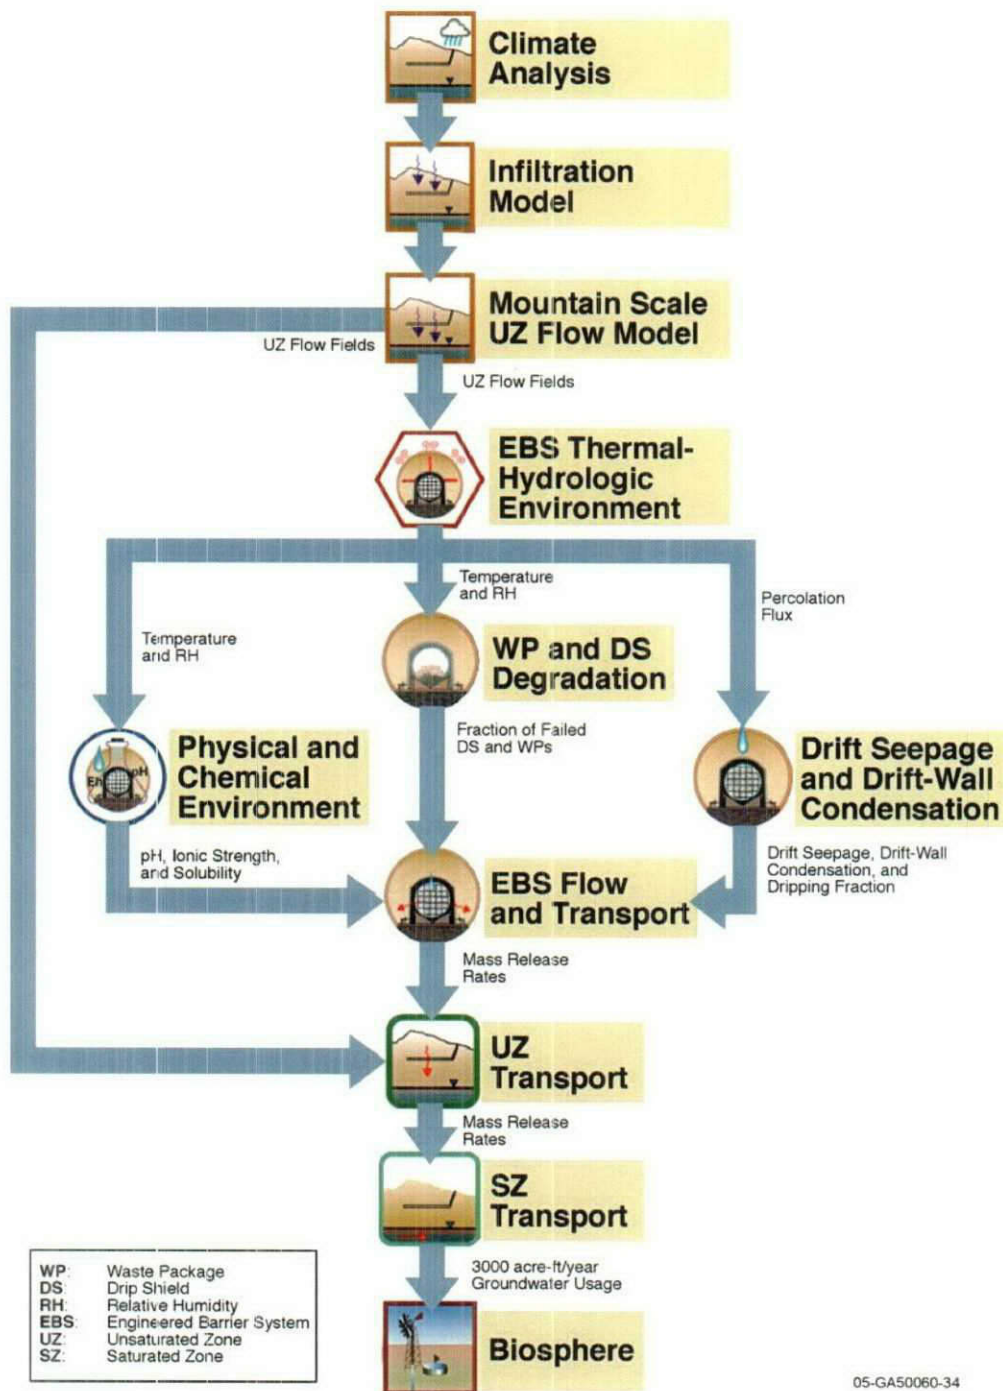 Climate
Analysis
Infiltration
Model
Mountain Scale
UZ Flow Model
UZ Flow Fields
UZ Flow Fields
EBS Thermal-
Hydrologic
Environment
Temperature
and RH
Temperature
and RH
Percolation
Flux
WP and DS
Degradation
Fraction of Failed
DS and WPs
Physical and
Chemical
Environment
Eh
pH
Drift Seepage
and Drift-Wall
Condensation
pH, Ionic Strength,
and Solubility
Drift Seepage, Drift-Wall
Condensation, and
Dripping Fraction
EBS Flow
and Transport
Mass Release
Rates
UZ
Transport
Mass Release
Rates
SZ
Transport
3000 acre-ft/year
Groundwater Usage
Biosphere
WP: Waste Package
DS: Drip Shield
RH: Relative Humidity
EBS: Engineered Barrier System
UZ: Unsaturated Zone
SZ: Saturated Zone
05-GA50060-34